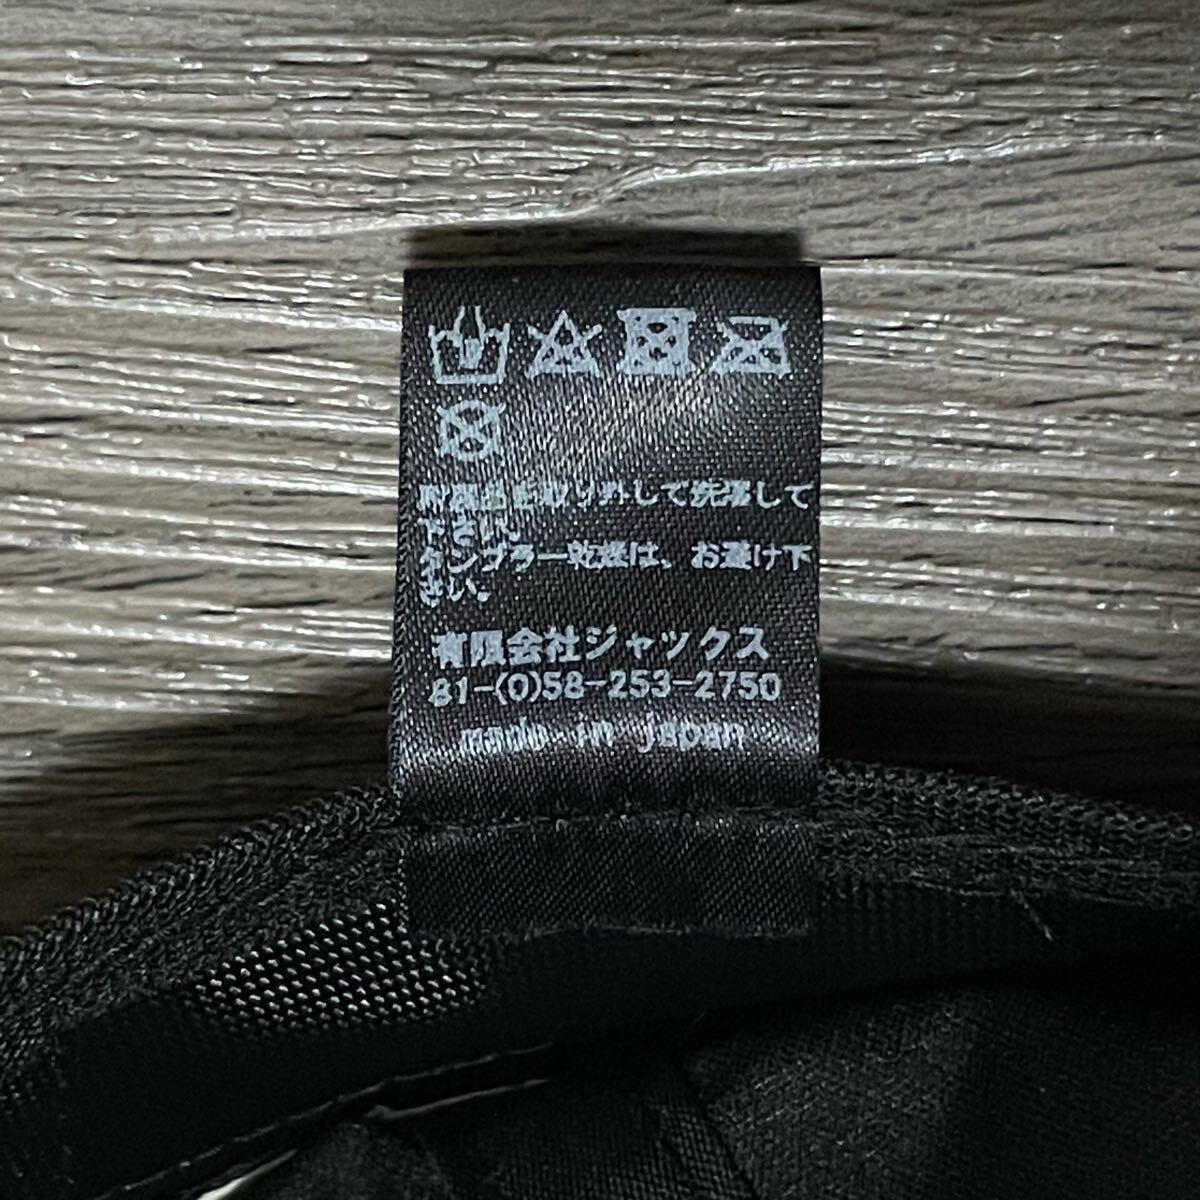 附属品を取り外して洗濯して
下さい。
タンブラー乾燥は、お避け下
さい。
有限会社ジャックス
81-(0)58-253-2750
made in japan